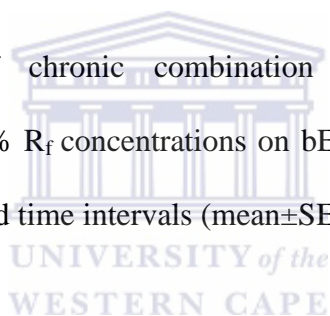 chronic combination
% Rf concentrations on bE
d time intervals (mean±SE
UNIVERSITY of the
WESTERN CAPE